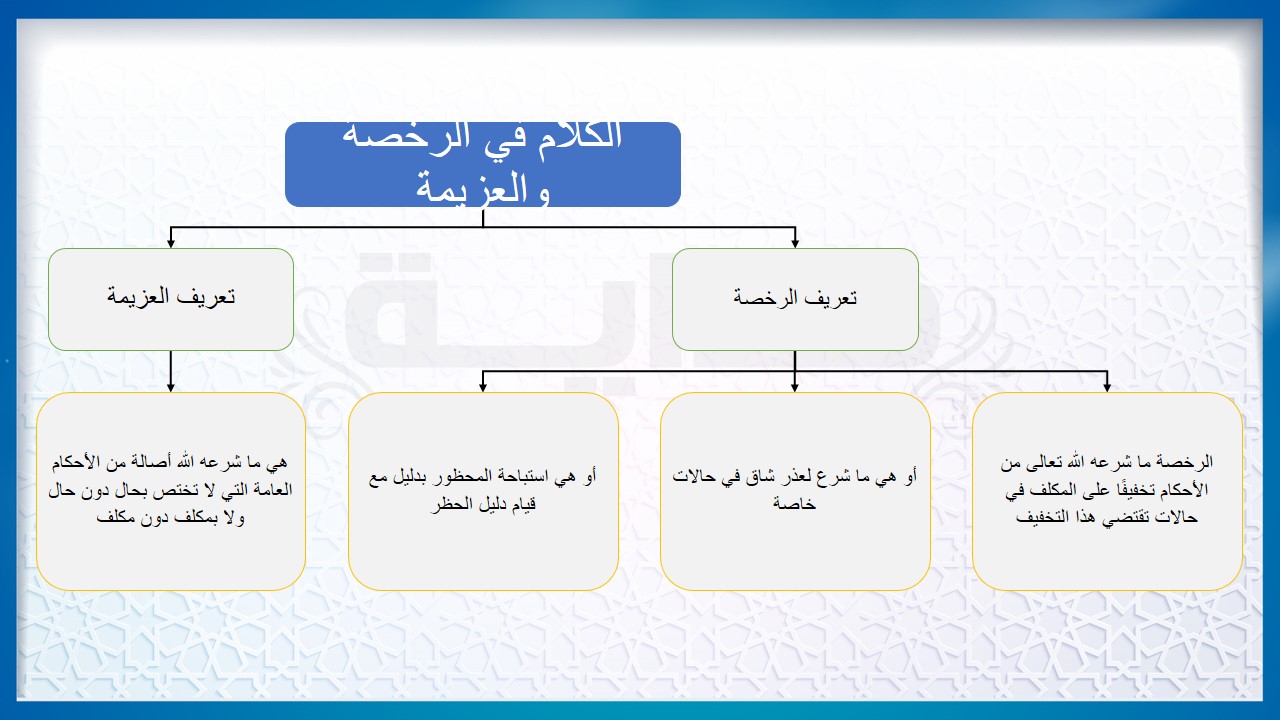 الكلام في الرخصة
والعزيمة
تعريف الرخصة
تعريف العزيمة
الرخصة ما شرعه الله تعالى من
الأحكام تخفيفًا على المكلف في
حالات تقتضي هذا التخفيف
أو هي ما شرع لعذر شاق في حالات
خاصة
أو هي استباحة المحظور بدليل مع
قيام دليل الحظر
هي ما شرعه الله أصالة من الأحكام
العامة التي لا تختص بحال دون حال
ولا بمكلف دون مكلف